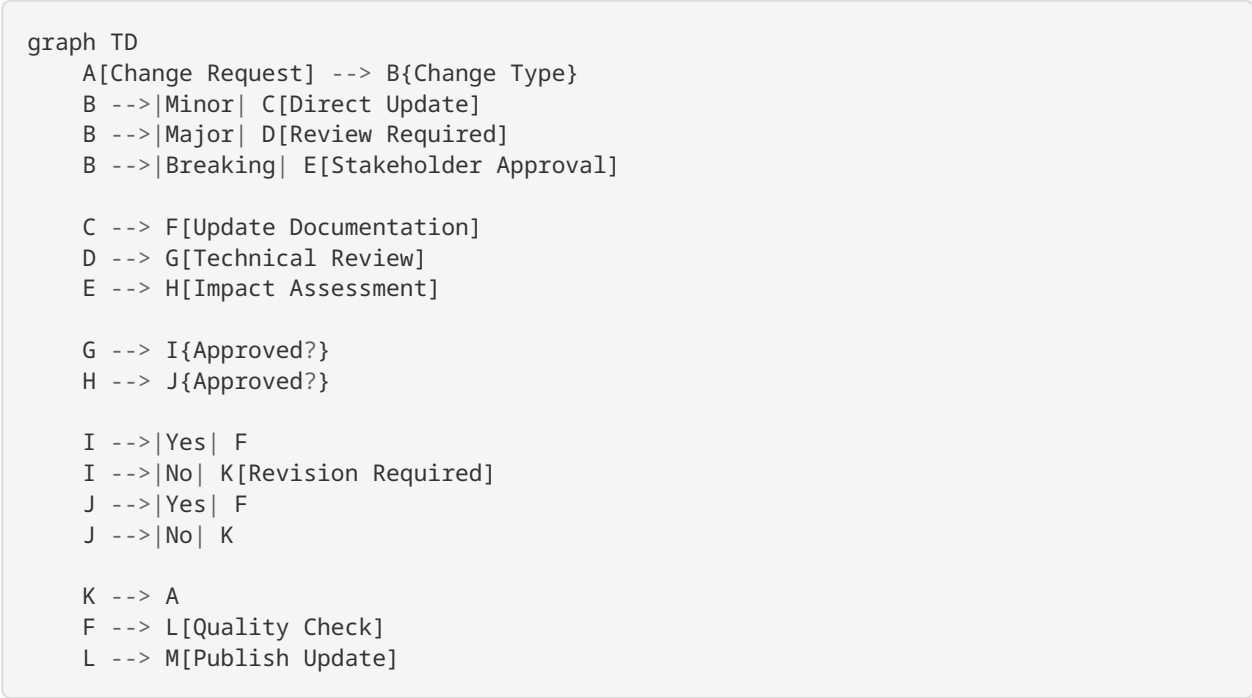 graph TD
    A[Change Request] --> B{Change Type}
    B -->|Minor| C[Direct Update]
    B -->|Major| D[Review Required]
    B -->|Breaking| E[Stakeholder Approval]

    C --> F[Update Documentation]
    D --> G[Technical Review]
    E --> H[Impact Assessment]

    G --> I{Approved?}
    H --> J{Approved?}

    I -->|Yes| F
    I -->|No| K[Revision Required]
    J -->|Yes| F
    J -->|No| K

    K --> A
    F --> L[Quality Check]
    L --> M[Publish Update]